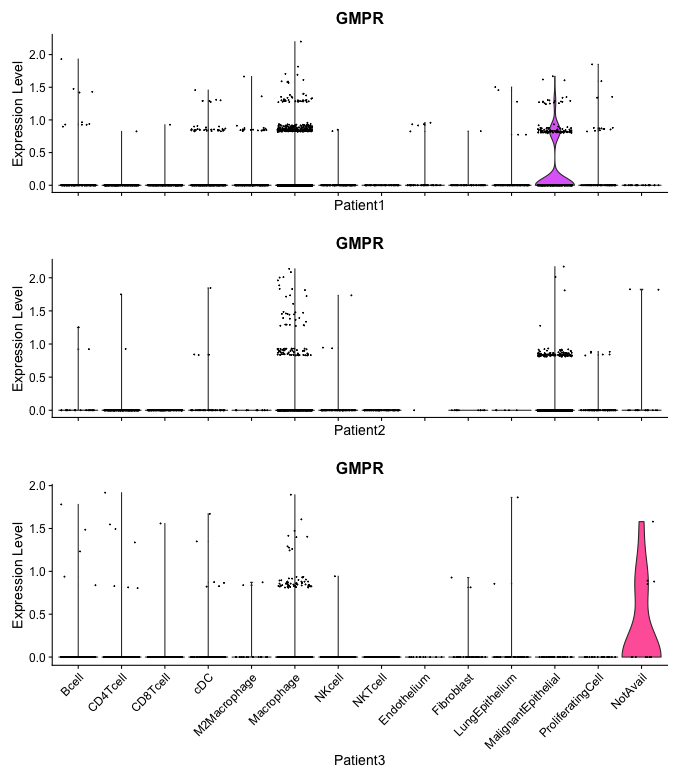 GMPR
Expression Level
2.0
1.5
1.0
0.5
0.0
Patient1
GMPR
Expression Level
2.0
1.5
1.0
0.5
0.0
Patient2
GMPR
Expression Level
2.0
1.5
1.0
0.5
0.0
Bcell
CD4Tcell
CD8Tcell
cDC
M2Macrophage
Macrophage
NKcell
NKTcell
Endothelium
Fibroblast
LungEpithelium
MalignantEpithelial
ProliferatingCell
NotAvail
Patient3